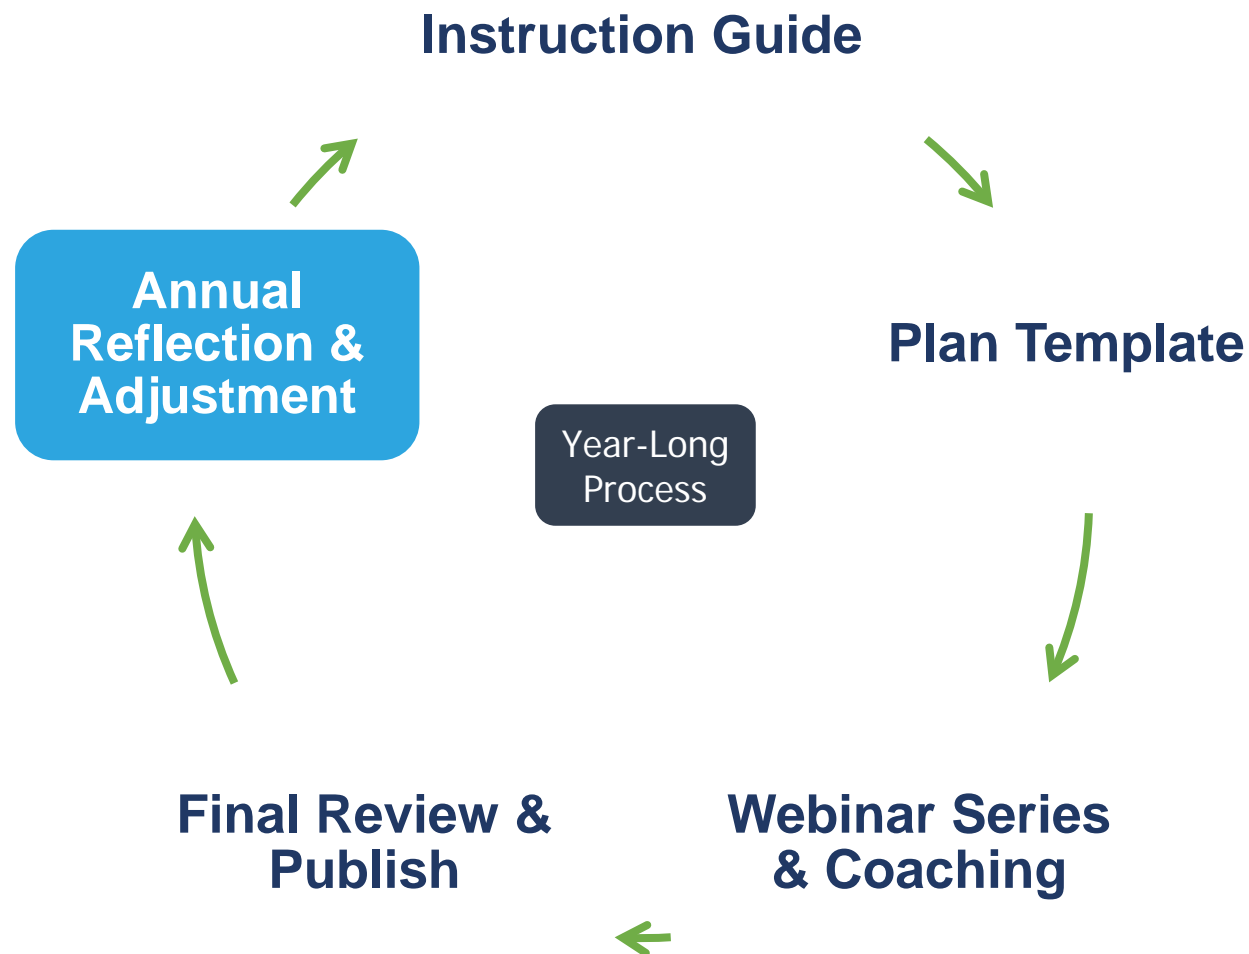 Instruction Guide
Annual
Reflection &
Adjustment
Plan Template
Year-Long
Process
Final Review &
Publish
Webinar Series
& Coaching